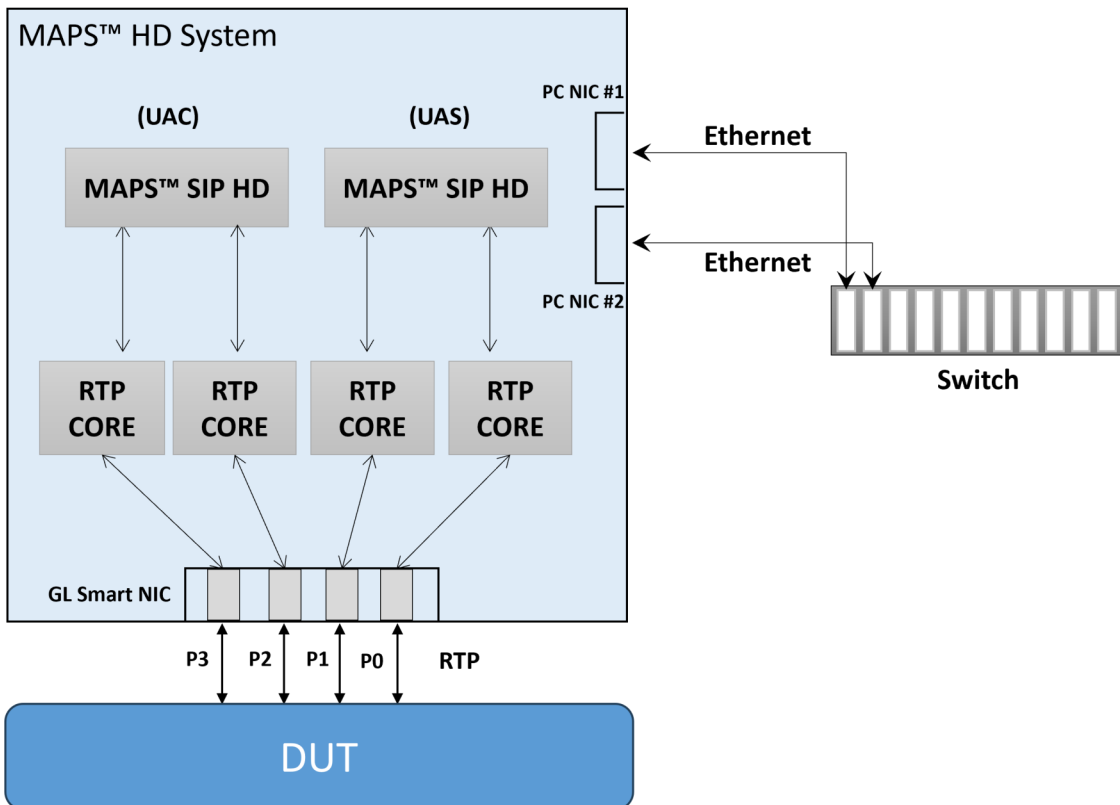 MAPS™ HD System
PC NIC #1
(UAC)
(UAS)
Ethernet
MAPS™ SIP HD
MAPS™ SIP HD
Ethernet
PC NIC #2
Switch
RTP
CORE
RTP
CORE
RTP
CORE
RTP
CORE
GL Smart NIC
P3
P2
P1
P0
RTP
DUT